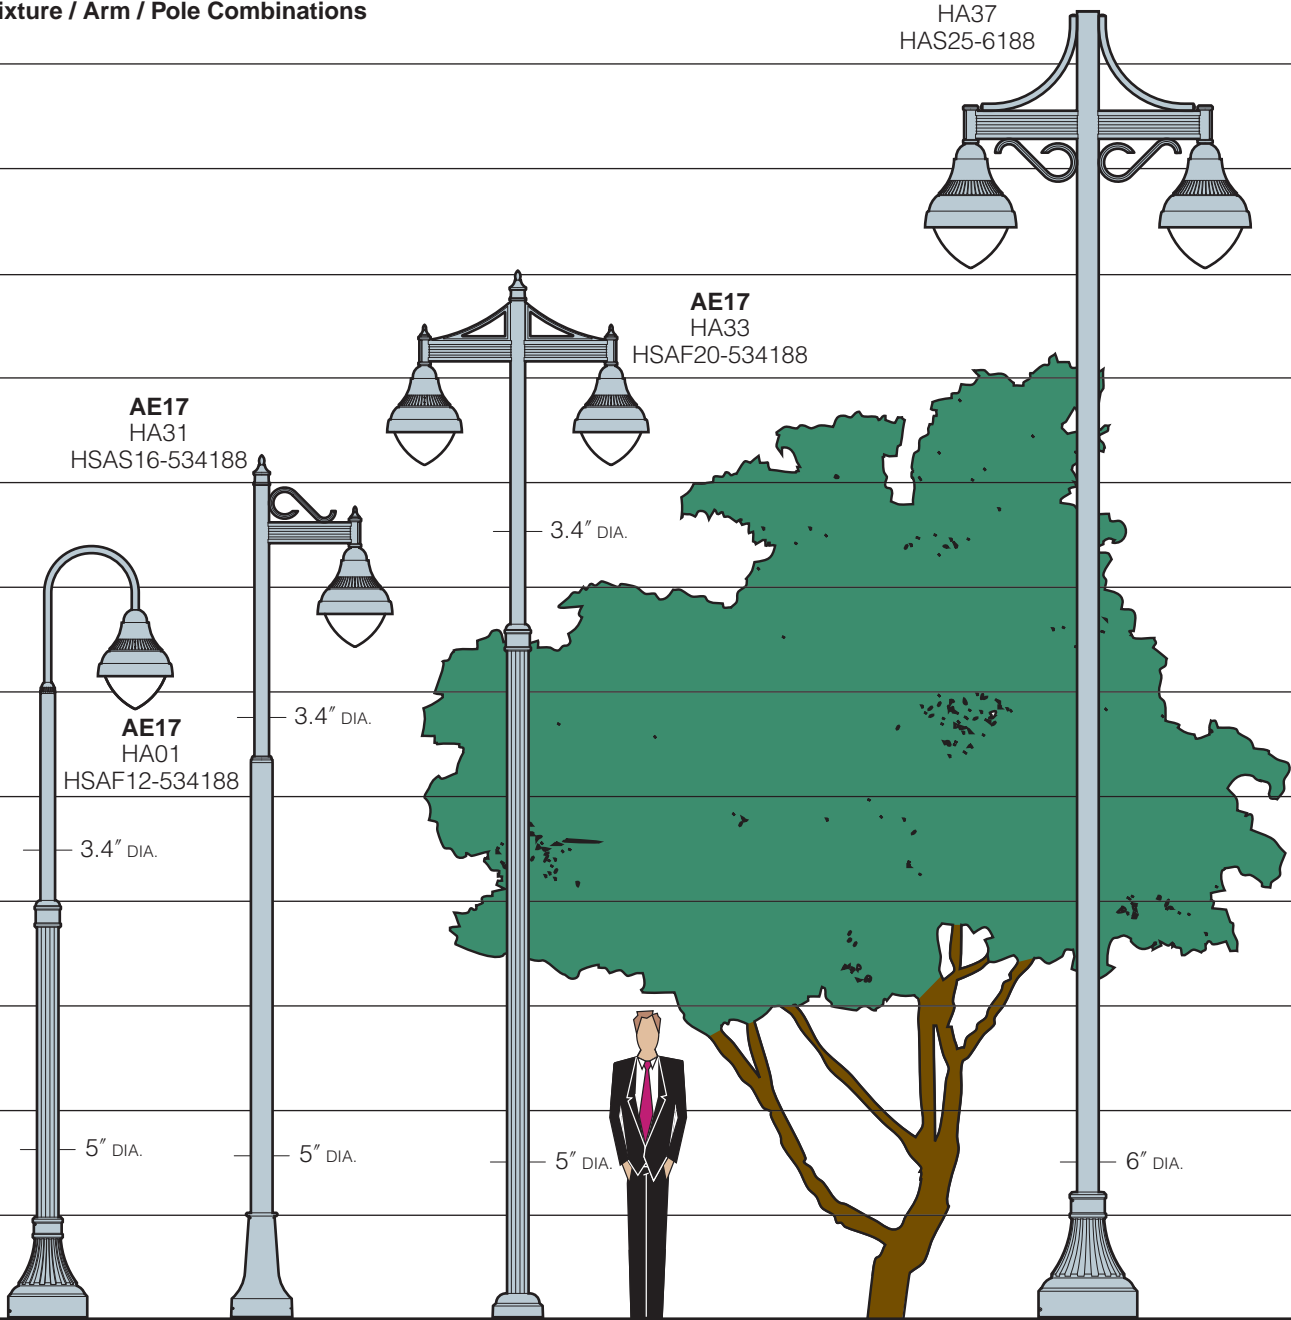 ixture / Arm / Pole Combinations
HA37
HAS25-6188
AE17
HA33
HSAF20-534188
AE17
HA31
HSAS16-534188
3.4″ DIA.
3.4″ DIA.
AE17
HA01
HSAF12-534188
3.4″ DIA.
5″ DIA.
5″ DIA.
5″ DIA.
6″ DIA.